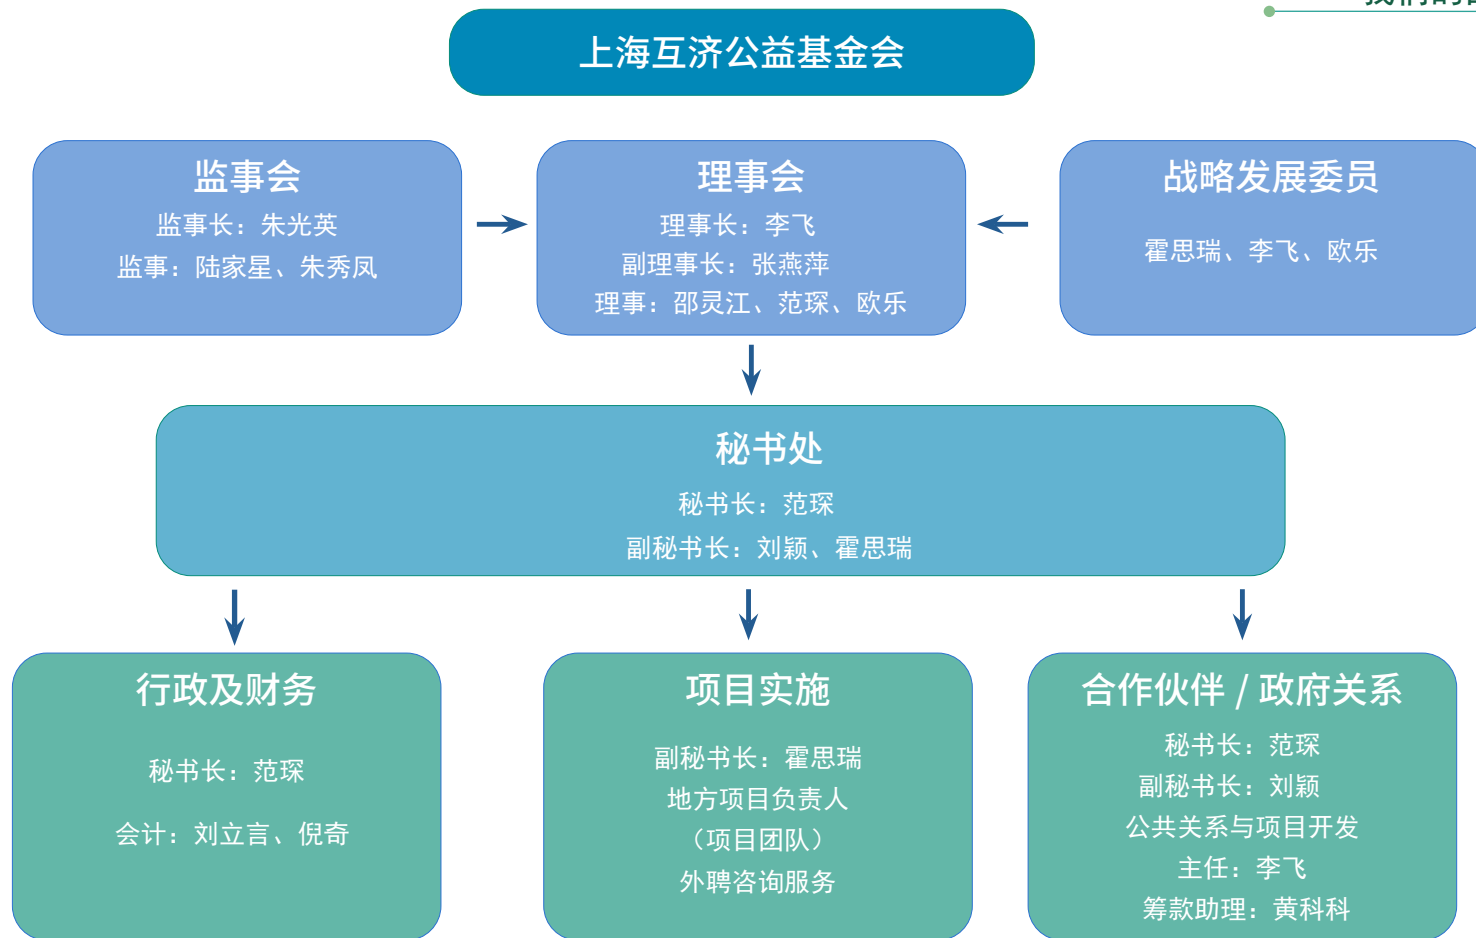 上海互济公益基金会
监事会
监事长：朱光英
监事：陆家星、朱秀凤
理事会
理事长：李飞
副理事长：张燕萍
理事：邵灵江、范琛、欧乐
战略发展委员
霍思瑞、李飞、欧乐
秘书处
秘书长：范琛
副秘书长：刘颖、霍思瑞
行政及财务
秘书长：范琛
会计：刘立言、倪奇
项目实施
副秘书长：霍思瑞
地方项目负责人
（项目团队）
外聘咨询服务
合作伙伴 / 政府关系
秘书长：范琛
副秘书长：刘颖
公共关系与项目开发
主任：李飞
筹款助理：黄科科